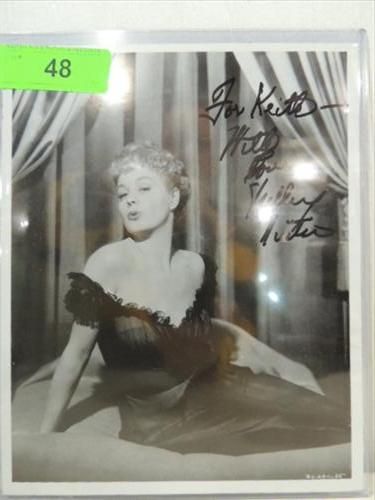 48
For Keith —
With
Love
Shelley
Winters